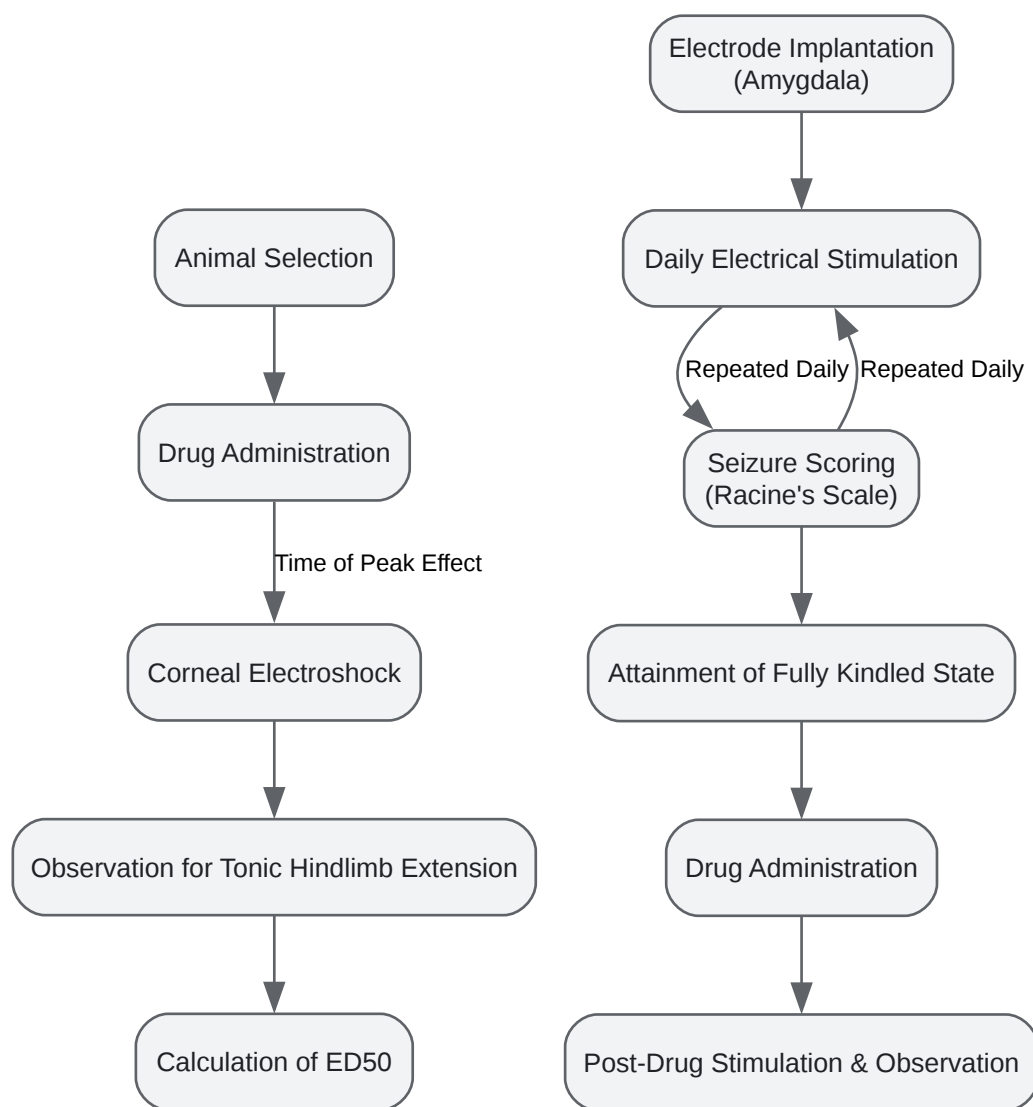 Animal Selection
Drug Administration
Time of Peak Effect
Corneal Electroshock
Observation for Tonic Hindlimb Extension
Calculation of ED50
Electrode Implantation
(Amygdala)
Daily Electrical Stimulation
Repeated Daily
Repeated Daily
Seizure Scoring
(Racine's Scale)
Attainment of Fully Kindled State
Drug Administration
Post-Drug Stimulation & Observation